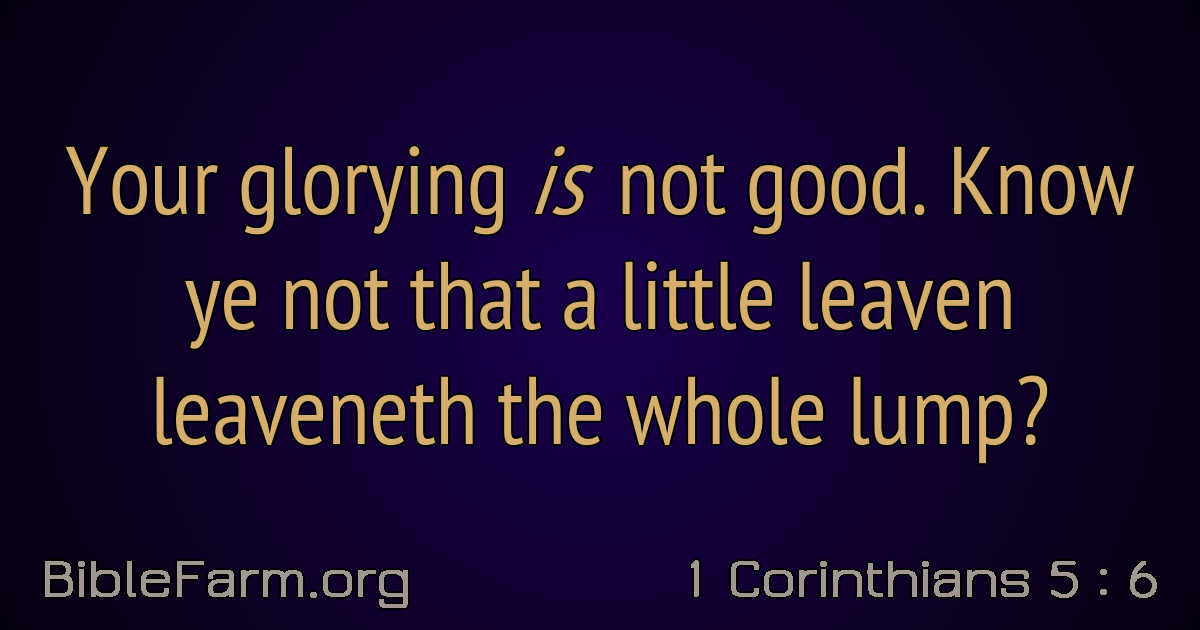 Your glorying is not good. Know
ye not that a little leaven
leaveneth the whole lump?
BibleFarm.org
1 Corinthians 5 : 6